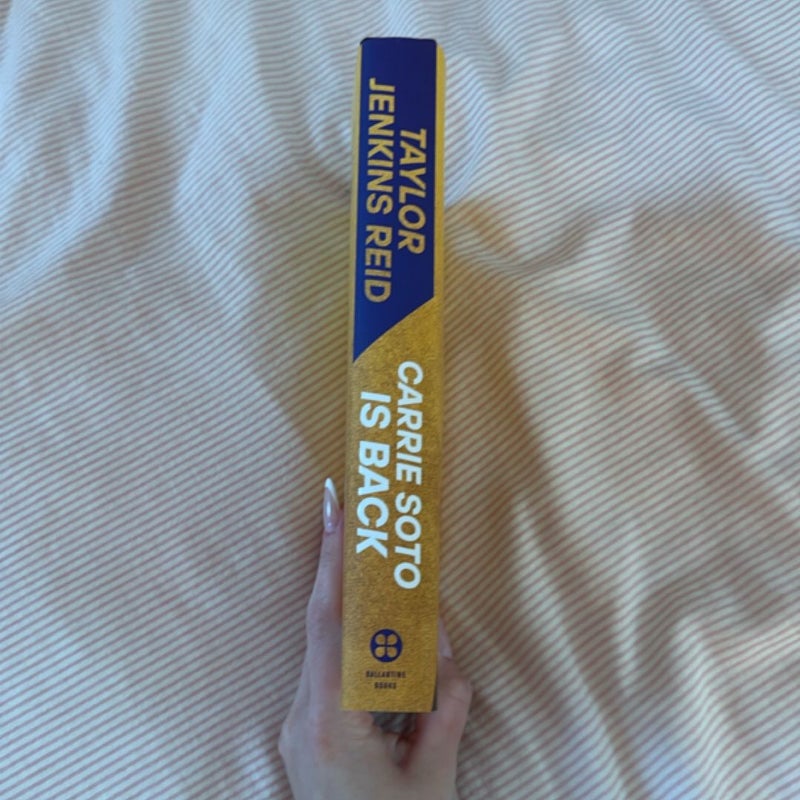 TAYLOR
JENKINS REID
CARRIE SOTO
IS BACK
BALLANTINE
BOOKS